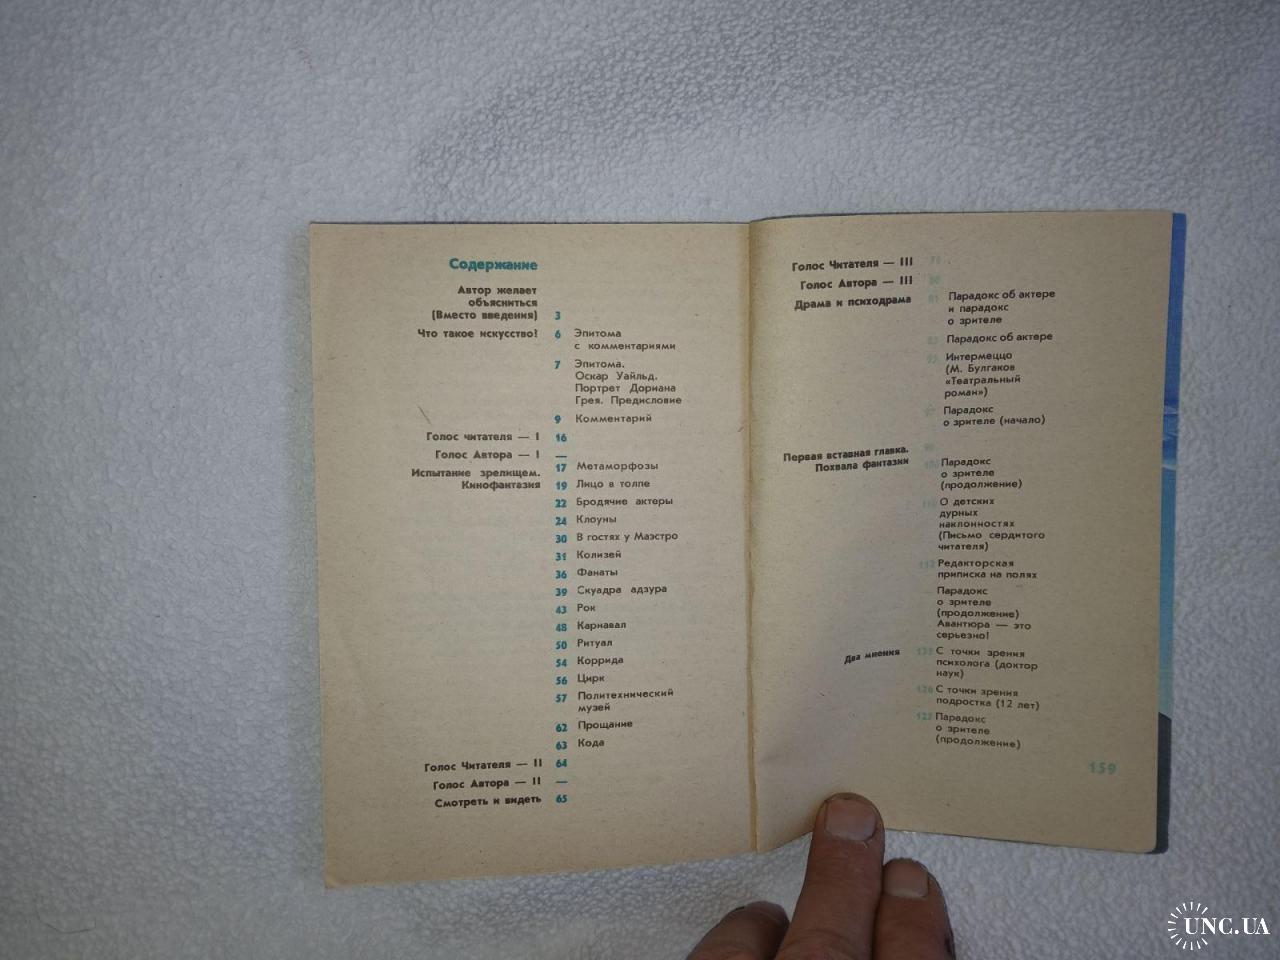 Содержание
Автор желает
объясниться
(Вместо введения) 3
Что такое искусство! 6 Эпитома
с комментариями
7 Эпитома.
Оскар Уайльд.
Портрет Дориана
Грея. Предисловие
9 Комментарий
Голос читателя — I 16
Голос Автора — I —
Испытание зрелищем. 17 Метаморфозы
Кинофантазия 19 Лицо в толпе
22 Бродячие актеры
24 Клоуны
30 В гостях у Маэстро
31 Колизей
36 Фанаты
39 Скуадра адзура
43 Рок
48 Карнавал
50 Ритуал
54 Коррида
56 Цирк
57 Политехнический
музей
62 Прощание
63 Кода
Голос Читателя — II 64
Голос Автора — II —
Смотреть и видеть 65
Голос Читателя — III
Голос Автора — III
Драма и психодрама Парадокс об актере
и парадокс
о зрителе
Парадокс об актере
Интермеццо
(М. Булгаков
«Театральный
роман»)
Парадокс
о зрителе (начало)
Первая вставная главка.
Похвала фантазии
Парадокс
о зрителе
(продолжение)
О детских
дурных
наклонностях
(Письмо сердитого
читателя)
112 Редакторская
приписка на полях
Парадокс
о зрителе
(продолжение)
Авантюра — это
серьезно!
Два мнения С точки зрения
психолога (доктор
наук)
126 С точки зрения
подростка (12 лет)
127 Парадокс
о зрителе
(продолжение)
159
UNC.UA